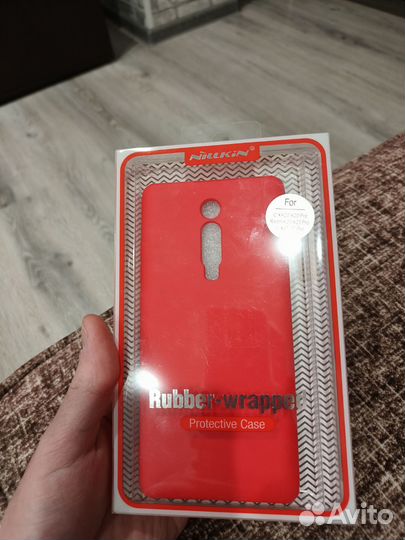 NILLKIN®
For
Rubber-wrapped
Protective Case
Avito